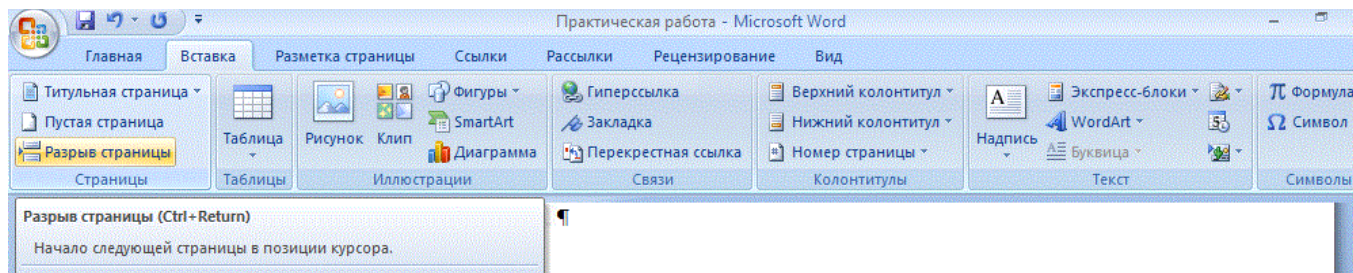 Практическая работа - Microsoft Word
Главная Вставка Разметка страницы Ссылки Рассылки Рецензирование Вид
Титульная страница
Пустая страница
Разрыв страницы
Страницы
Таблица
Таблицы
Рисунок
Клип
Фигуры
SmartArt
Диаграмма
Иллюстрации
Гиперссылка
Закладка
Перекрестная ссылка
Связи
Верхний колонтитул
Нижний колонтитул
Номер страницы
Колонтитулы
Надпись
Экспресс-блоки
WordArt
Буквица
Текст
π Формула
Ω Символ
Символы
Разрыв страницы (Ctrl+Return)
Начало следующей страницы в позиции курсора.
¶